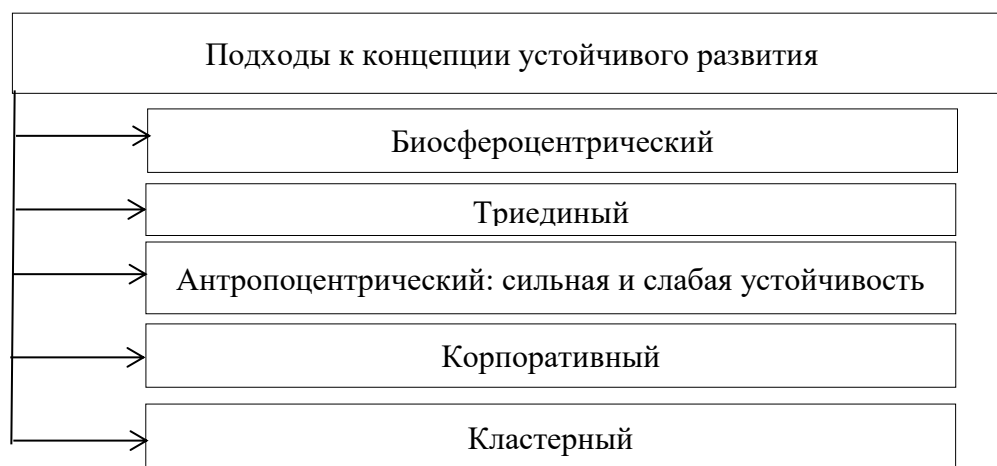 Подходы к концепции устойчивого развития
Биосфероцентрический
Триединый
Антропоцентрический: сильная и слабая устойчивость
Корпоративный
Кластерный